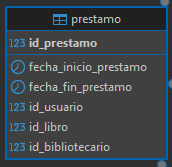 prestamo
123 id_prestamo
fecha_inicio_prestamo
fecha_fin_prestamo
123 id_usuario
123 id_libro
123 id_bibliotecario